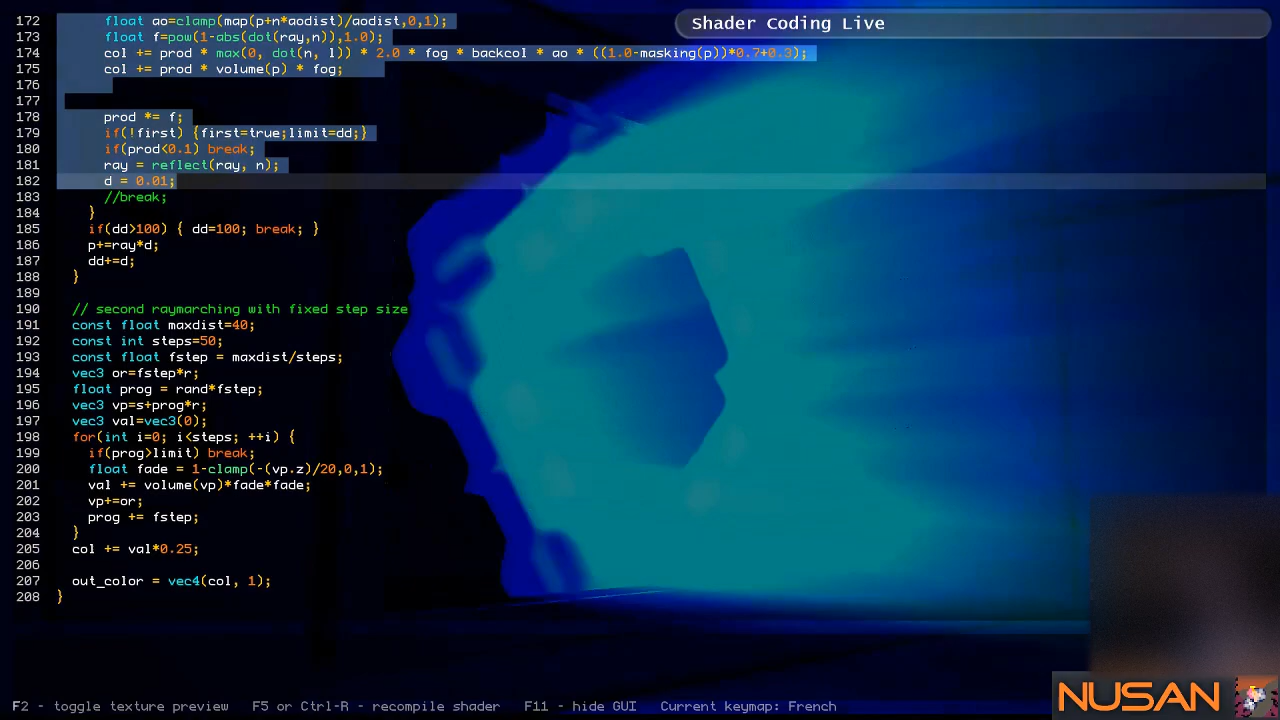 Shader Coding Live
172 float ao=clamp(map(p+n*aodist)/aodist,0,1);
173 float f=pow(1-abs(dot(ray,n)),1.0);
174 col += prod * max(0, dot(n, l)) * 2.0 * fog * backcol * ao * ((1.0-masking(p))*0.7+0.3);
175 col += prod * volume(p) * fog;
176
177
178 prod *= f;
179 if(!first) {first=true;limit=dd;}
180 if(prod<0.1) break;
181 ray = reflect(ray, n);
182 d = 0.01;
183 //break;
184 }
185 if(dd>100) { dd=100; break; }
186 p+=ray*d;
187 dd+=d;
188 }
189
190 // second raymarching with fixed step size
191 const float maxdist=40;
192 const int steps=50;
193 const float fstep = maxdist/steps;
194 vec3 or=fstep*r;
195 float prog = rand*fstep;
196 vec3 vp=s+prog*r;
197 vec3 val=vec3(0);
198 for(int i=0; i<steps; ++i) {
199 if(prog>limit) break;
200 float fade = 1-clamp(-(vp.z)/20,0,1);
201 val += volume(vp)*fade*fade;
202 vp+=or;
203 prog += fstep;
204 }
205 col += val*0.25;
206
207 out_color = vec4(col, 1);
208 }
F2 - toggle texture preview F5 or Ctrl-R - recompile shader F11 - hide GUI Current keymap: French
NUSAN